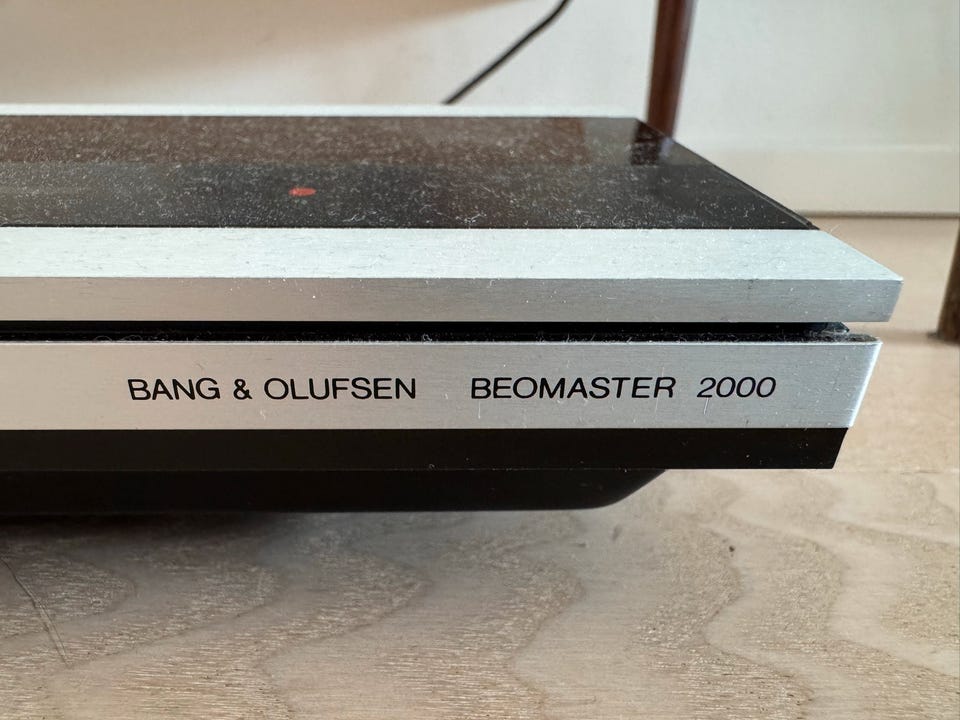 BANG & OLUFSEN BEOMASTER 2000